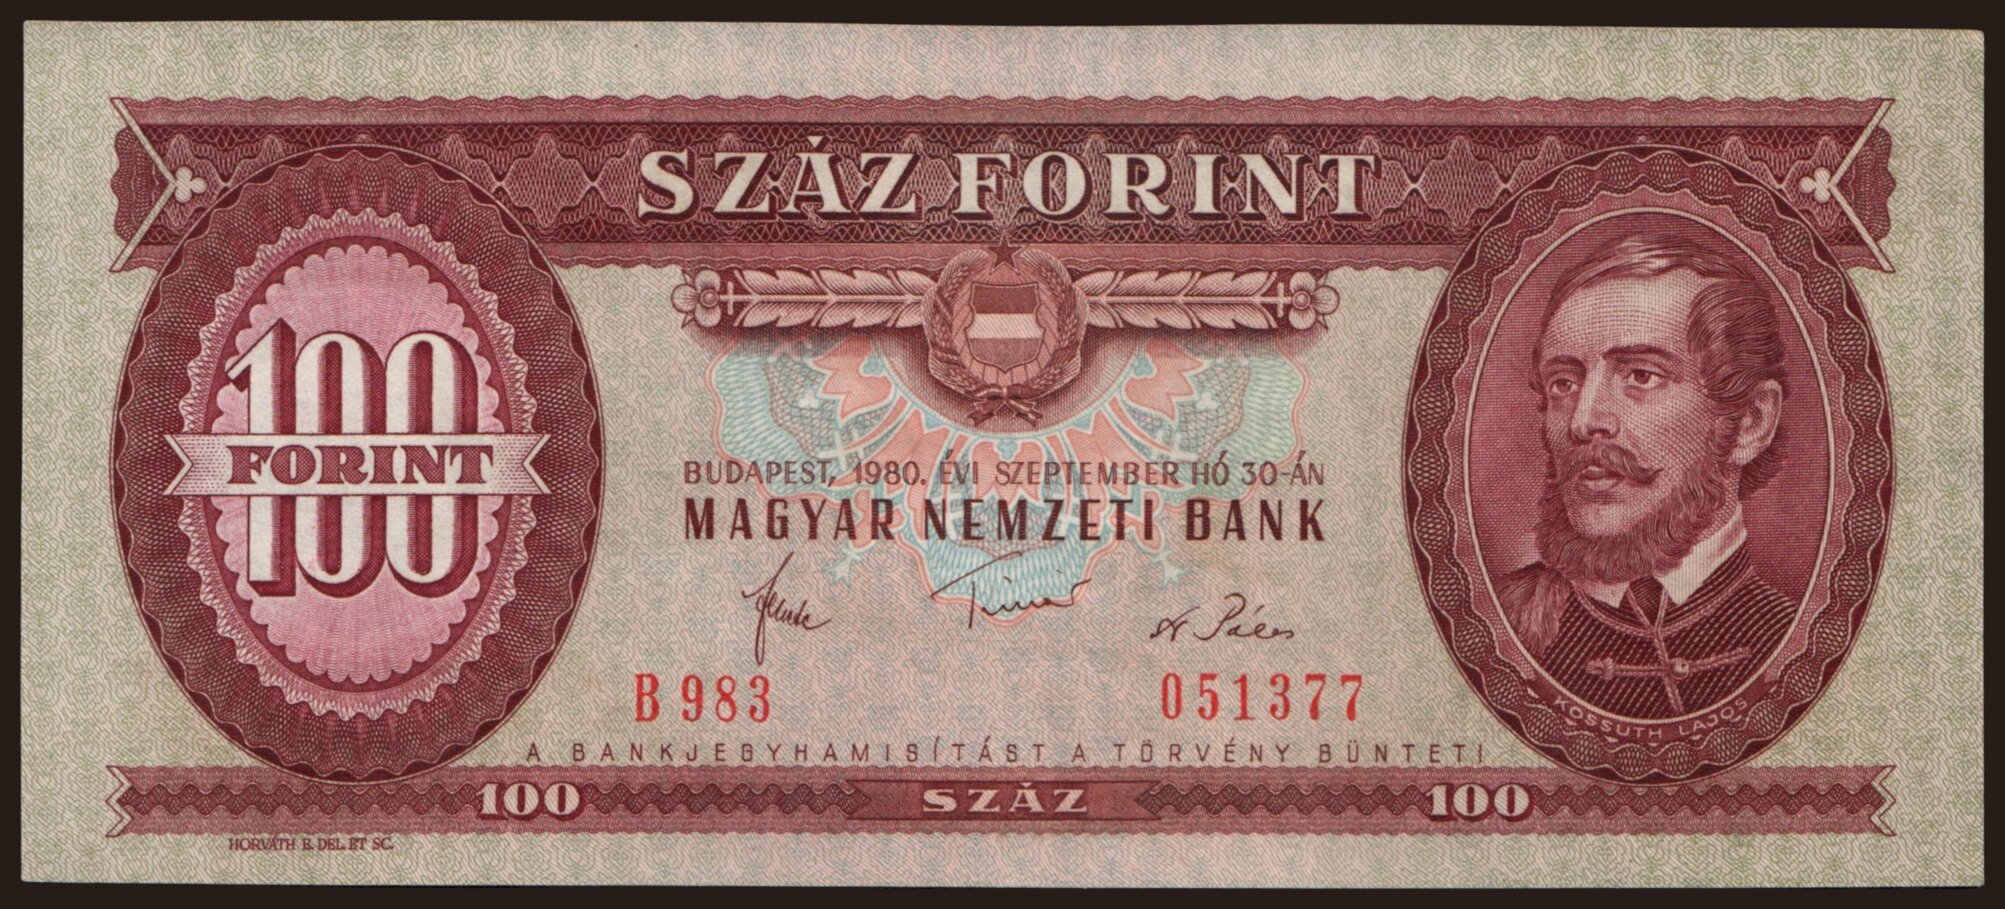 SZÁZ FORINT
100
FORINT
BUDAPEST, 1980. ÉVI SZEPTEMBER HÓ 30-ÁN
MAGYAR NEMZETI BANK
B 983 051377
KOSSUTH LAJOS
A BANKJEGYHAMISÍTÁST A TÖRVÉNY BÜNTETI
100 SZÁZ 100
HORVÁTH E. DEL. ET SC.